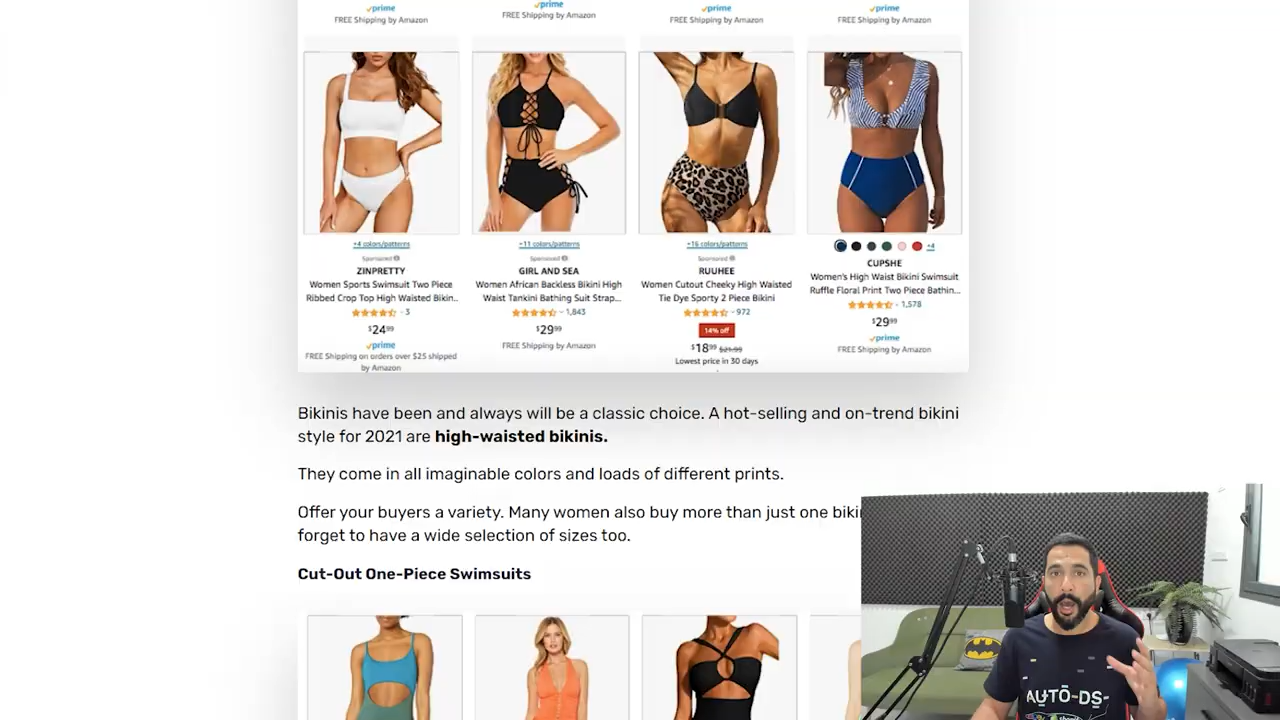 prime
prime
prime
prime
FREE Shipping by Amazon
FREE Shipping by Amazon
FREE Shipping by Amazon
FREE Shipping by Amazon
+4 colors/patterns
Sponsored
ZINPRETTY
Women Sports Swimsuit Two Piece
Ribbed Crop Top High Waisted Bikin...
3
$24.99
prime
FREE Shipping on orders over $25 shipped
by Amazon
+11 colors/patterns
Sponsored
GIRL AND SEA
Women African Backless Bikini High
Waist Tankini Bathing Suit Strap...
1,843
$29.99
FREE Shipping by Amazon
+16 colors/patterns
Sponsored
RUUHEE
Women Cutout Cheeky High Waisted
Tie Dye Sporty 2 Piece Bikini
972
14% off
$18.99 $21.99
Lowest price in 30 days
+4
CUPSHE
Women's High Waist Bikini Swimsuit
Ruffle Floral Print Two Piece Bathin...
1,578
$29.99
prime
FREE Shipping by Amazon
Bikinis have been and always will be a classic choice. A hot-selling and on-trend bikini
style for 2021 are high-waisted bikinis.
They come in all imaginable colors and loads of different prints.
Offer your buyers a variety. Many women also buy more than just one biki
forget to have a wide selection of sizes too.
Cut-Out One-Piece Swimsuits
AUTO-DS